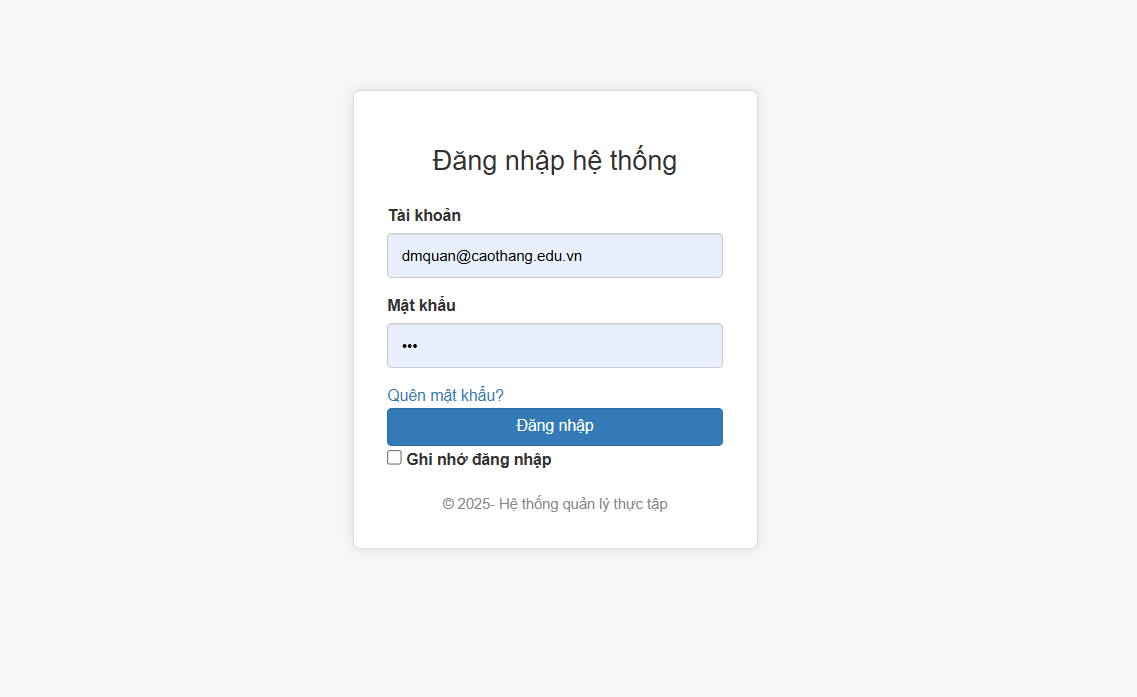 Đăng nhập hệ thống
Tài khoản
dmquan@caothang.edu.vn
Mật khẩu
•••
Quên mật khẩu?
Đăng nhập
Ghi nhớ đăng nhập
© 2025- Hệ thống quản lý thực tập